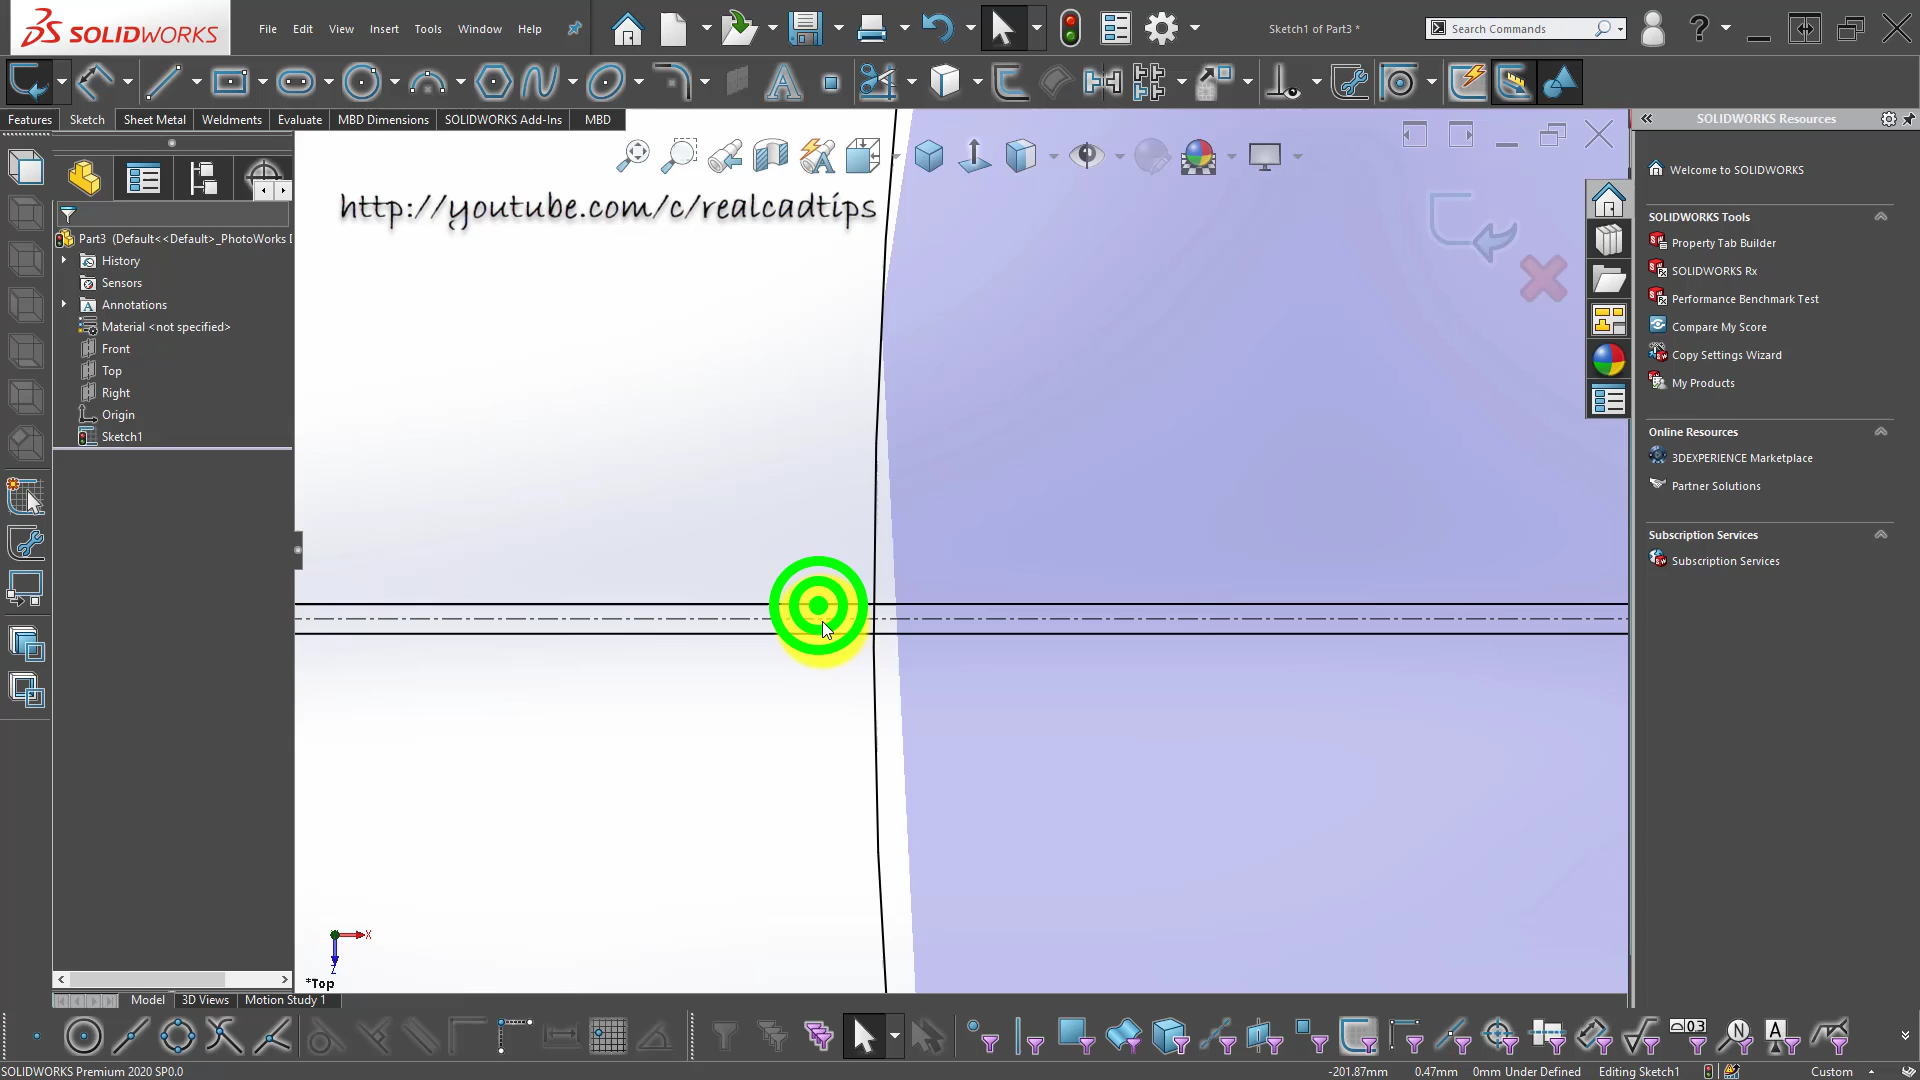 SOLIDWORKS
File Edit View Insert Tools Window Help
Sketch1 of Part3 *
Search Commands
Features Sketch Sheet Metal Weldments Evaluate MBD Dimensions SOLIDWORKS Add-Ins MBD
SOLIDWORKS Resources
http://youtube.com/c/realcadtips
Part3 (Default<<Default>_PhotoWorks D
History
Sensors
Annotations
Material <not specified>
Front
Top
Right
Origin
Sketch1
Welcome to SOLIDWORKS
SOLIDWORKS Tools
Property Tab Builder
SOLIDWORKS Rx
Performance Benchmark Test
Compare My Score
Copy Settings Wizard
My Products
Online Resources
3DEXPERIENCE Marketplace
Partner Solutions
Subscription Services
Subscription Services
X
Z
*Top
Model 3D Views Motion Study 1
SOLIDWORKS Premium 2020 SP0.0
-201.87mm 0.47mm 0mm Under Defined Editing Sketch1 Custom